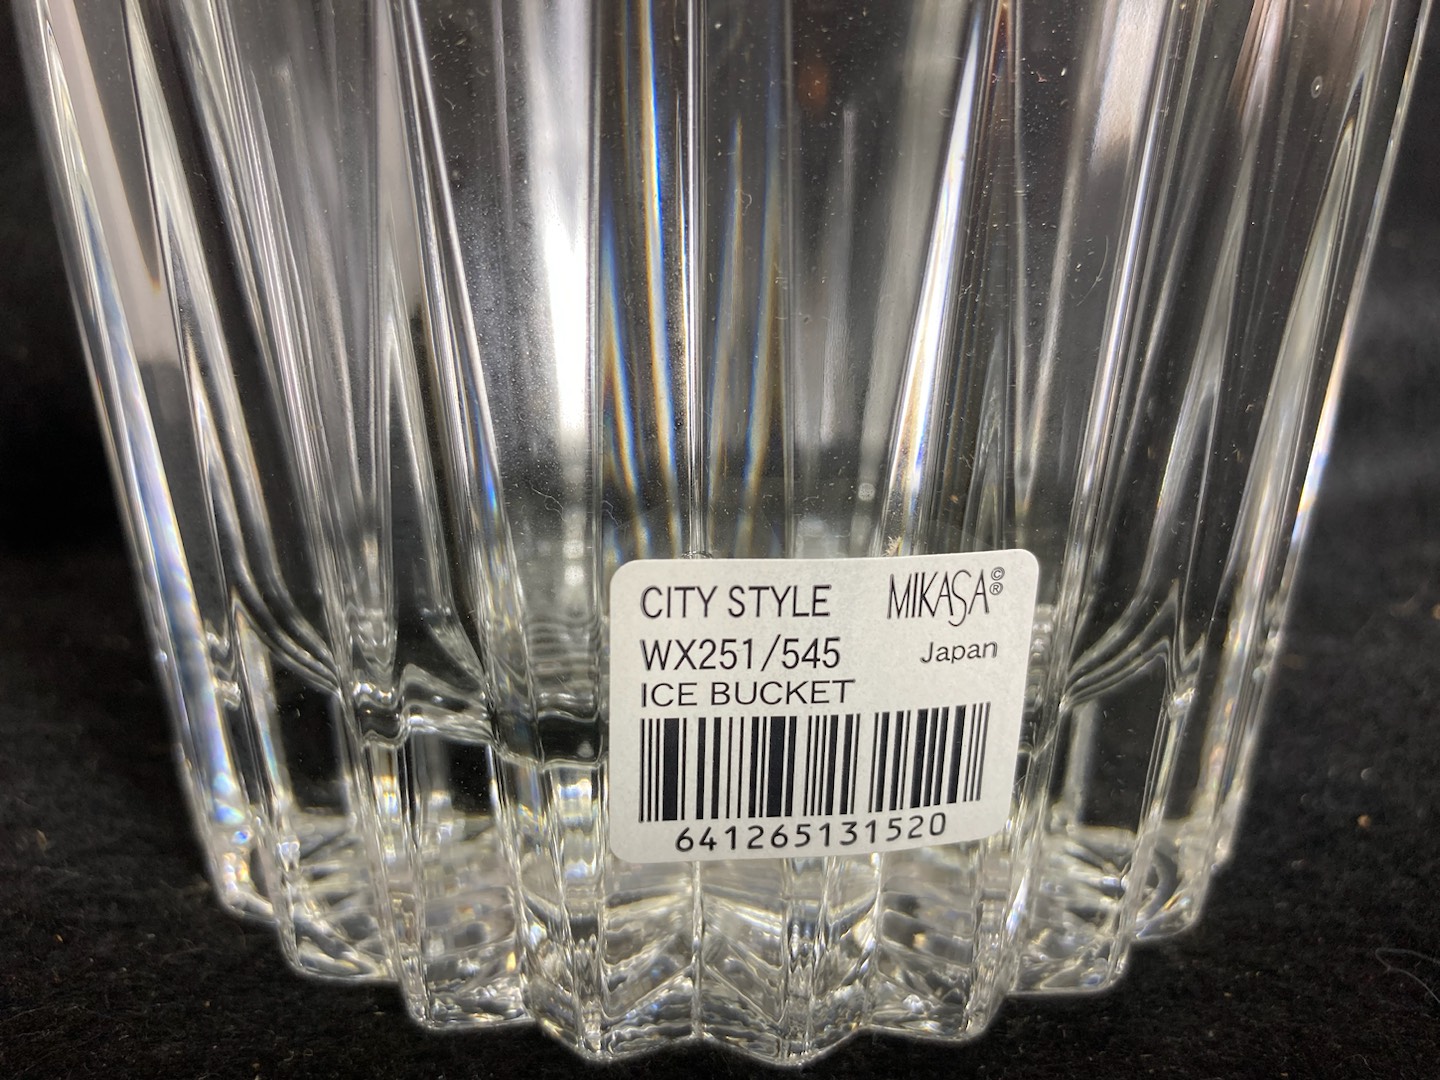 CITY STYLE MIKASA©®
WX251/545 Japan
ICE BUCKET
641265131520